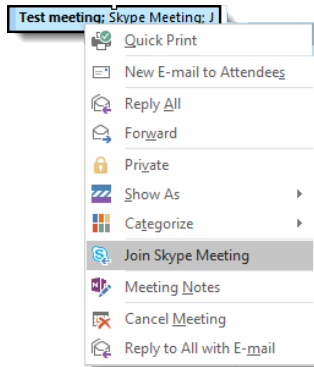 Test meeting; Skype Meeting; J
Quick Print
New E-mail to Attendees
Reply All
Forward
Private
Show As
Categorize
Join Skype Meeting
Meeting Notes
Cancel Meeting
Reply to All with E-mail